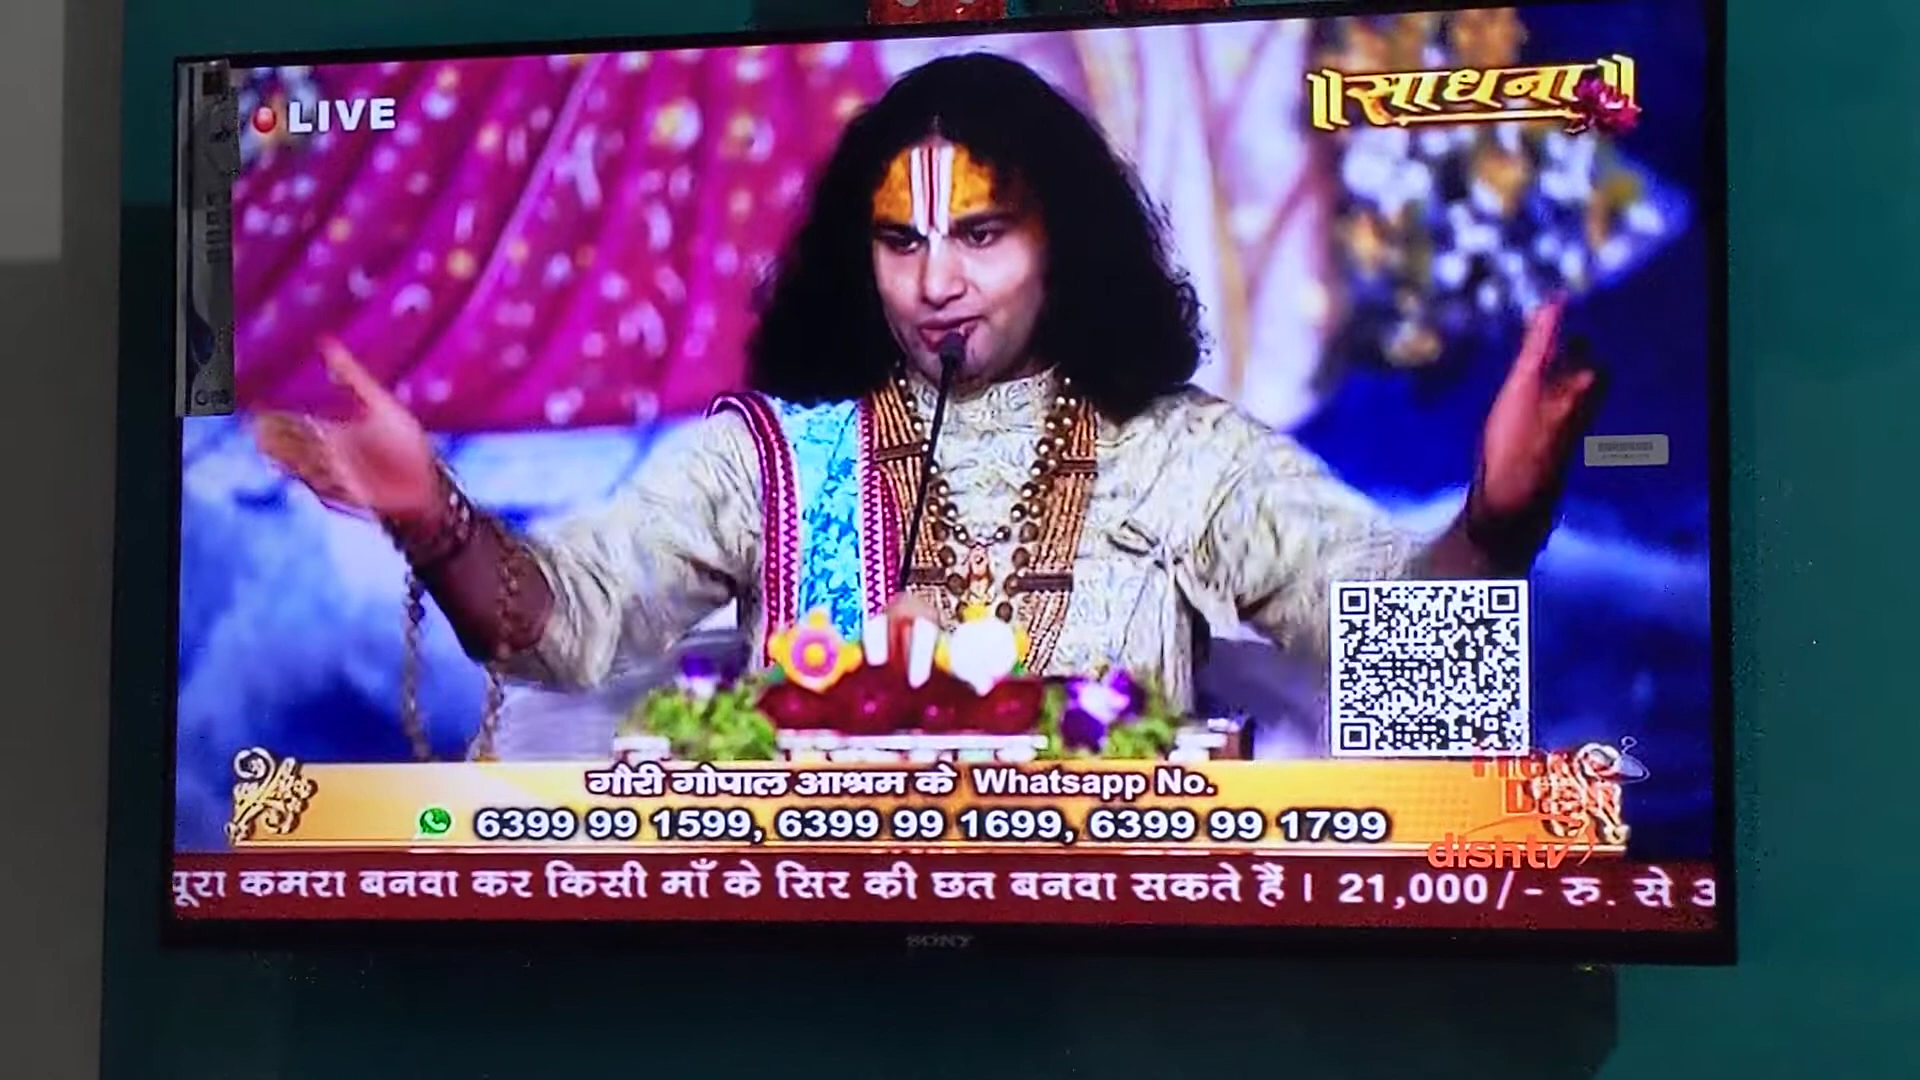 LIVE
॥साधना॥
गौरी गोपाल आश्रम के Whatsapp No.
6399 99 1599, 6399 99 1699, 6399 99 1799
dishtv
पूरा कमरा बनवा कर किसी माँ के सिर की छत बनवा सकते हैं । 21,000/- रु. से
SONY